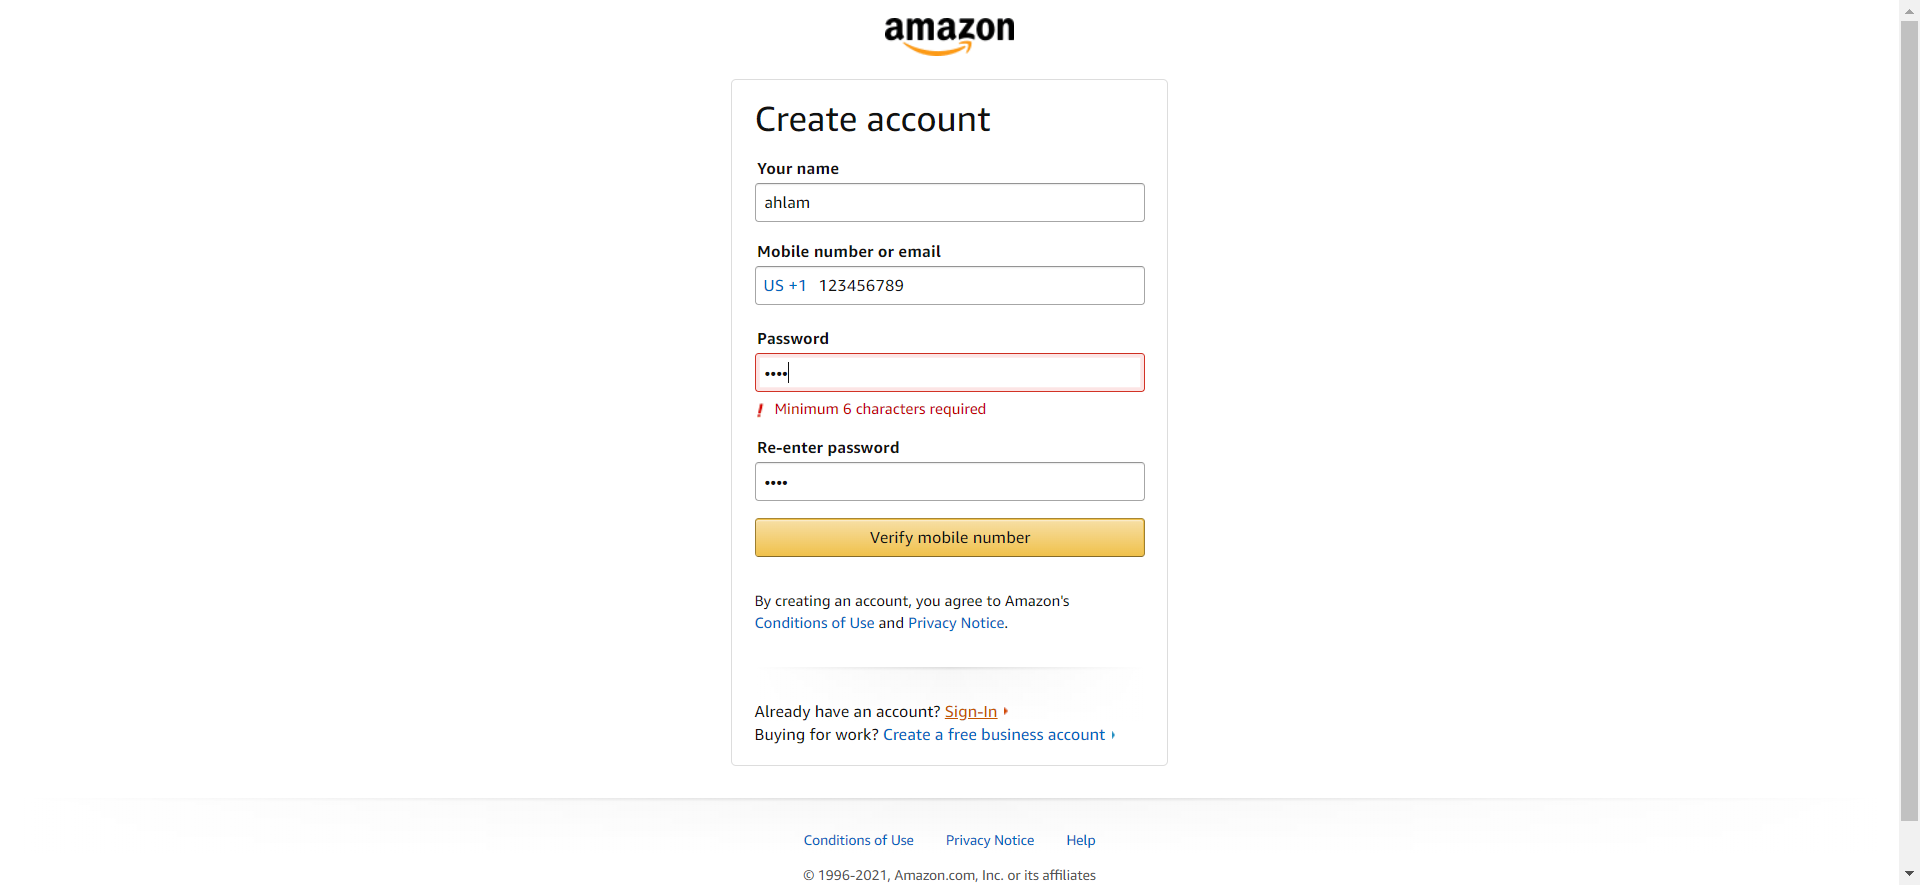 amazon
Create account
Your name
ahlam
Mobile number or email
US +1 123456789
Password
••••
! Minimum 6 characters required
Re-enter password
••••
Verify mobile number
By creating an account, you agree to Amazon's
Conditions of Use and Privacy Notice.
Already have an account? Sign-In
Buying for work? Create a free business account
Conditions of Use Privacy Notice Help
© 1996-2021, Amazon.com, Inc. or its affiliates